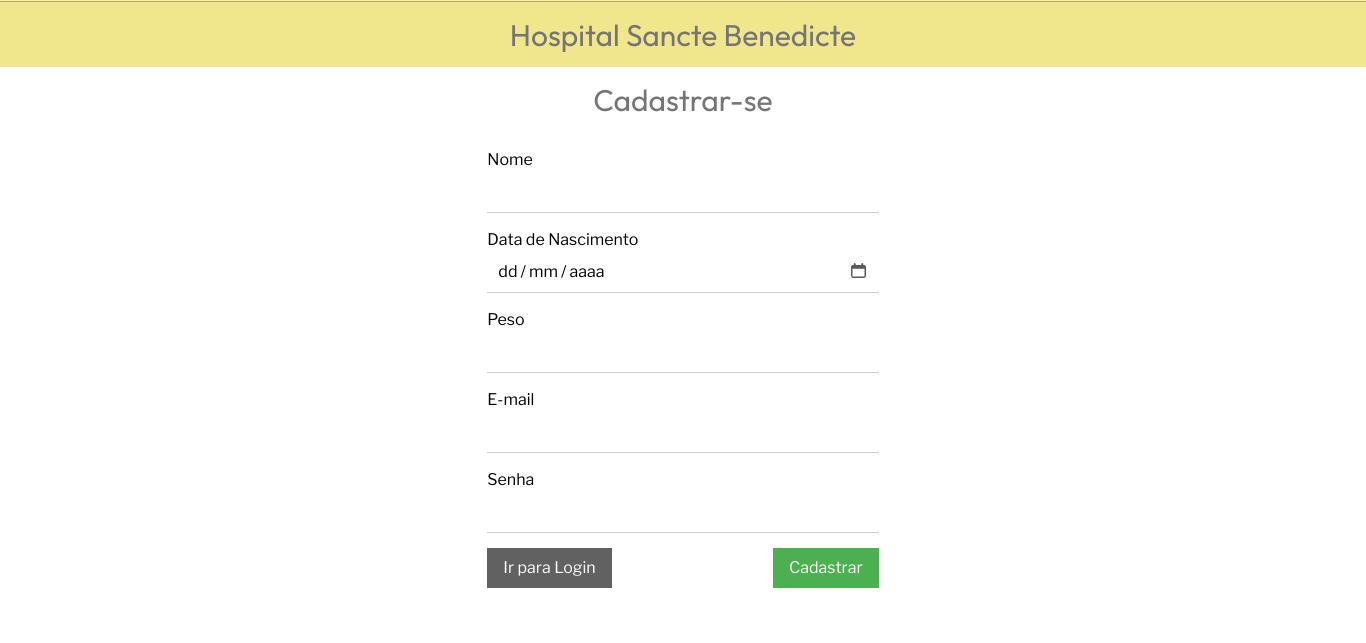 Hospital Sancte Benedicte
Cadastrar-se
Nome
Data de Nascimento
dd / mm / aaaa
Peso
E-mail
Senha
Ir para Login
Cadastrar